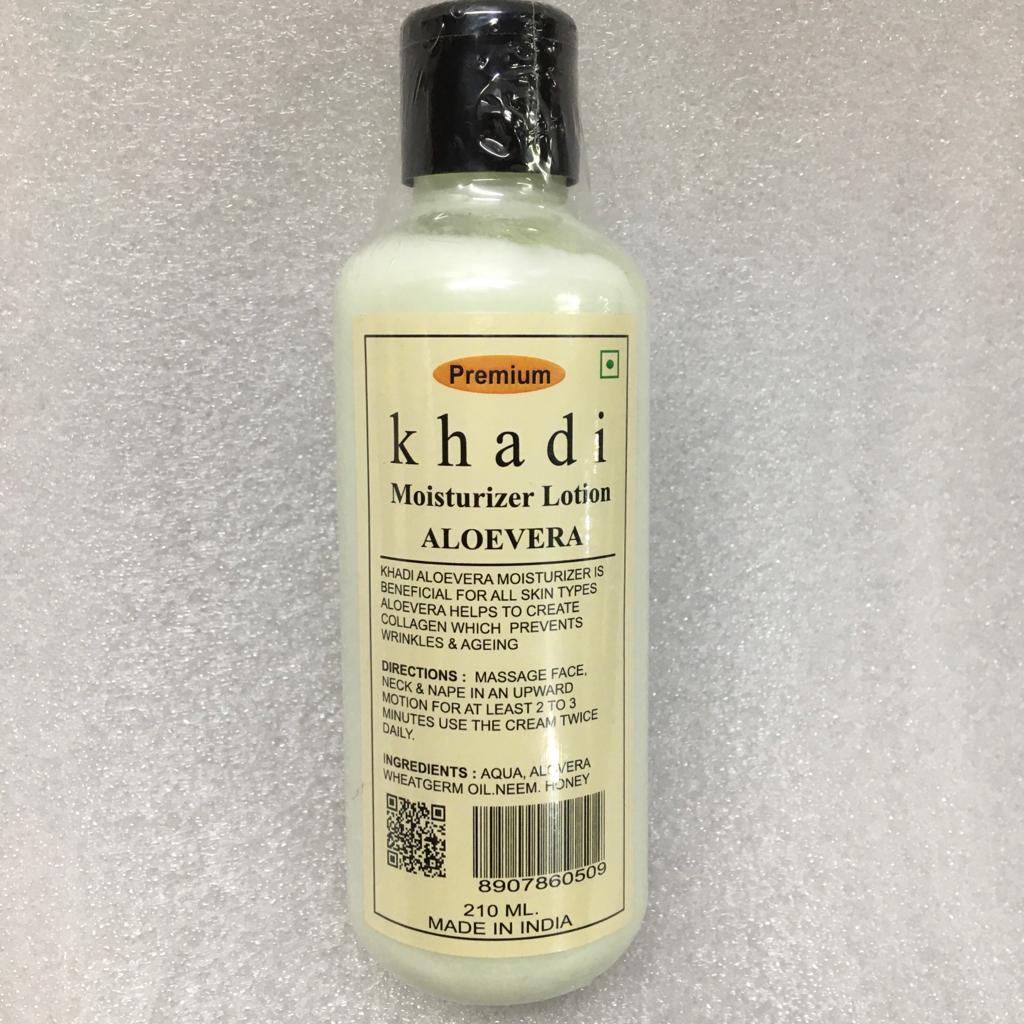 Premium
khadi
Moisturizer Lotion
ALOEVERA
KHADI ALOEVERA MOISTURIZER IS
BENEFICIAL FOR ALL SKIN TYPES
ALOEVERA HELPS TO CREATE
COLLAGEN WHICH PREVENTS
WRINKLES & AGEING
DIRECTIONS : MASSAGE FACE,
NECK & NAPE IN AN UPWARD
MOTION FOR AT LEAST 2 TO 3
MINUTES USE THE CREAM TWICE
DAILY.
INGREDIENTS : AQUA, ALOVERA
WHEATGERM OIL.NEEM. HONEY
8907860509
210 ML.
MADE IN INDIA